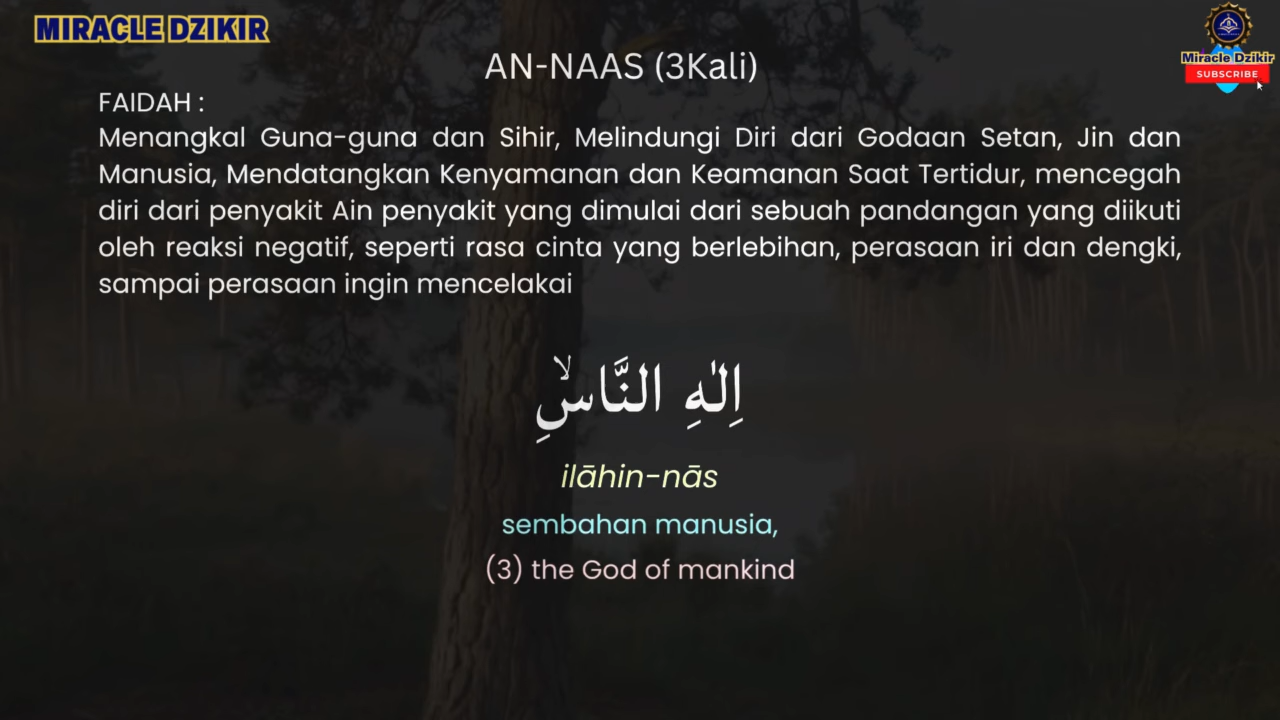 MIRACLE DZIKIR
Miracle Dzikir
SUBSCRIBE
AN-NAAS (3Kali)
FAIDAH :
Menangkal Guna-guna dan Sihir, Melindungi Diri dari Godaan Setan, Jin dan
Manusia, Mendatangkan Kenyamanan dan Keamanan Saat Tertidur, mencegah
diri dari penyakit Ain penyakit yang dimulai dari sebuah pandangan yang diikuti
oleh reaksi negatif, seperti rasa cinta yang berlebihan, perasaan iri dan dengki,
sampai perasaan ingin mencelakai
اِلٰهِ النَّاسِۙ
ilāhin-nās
sembahan manusia,
(3) the God of mankind